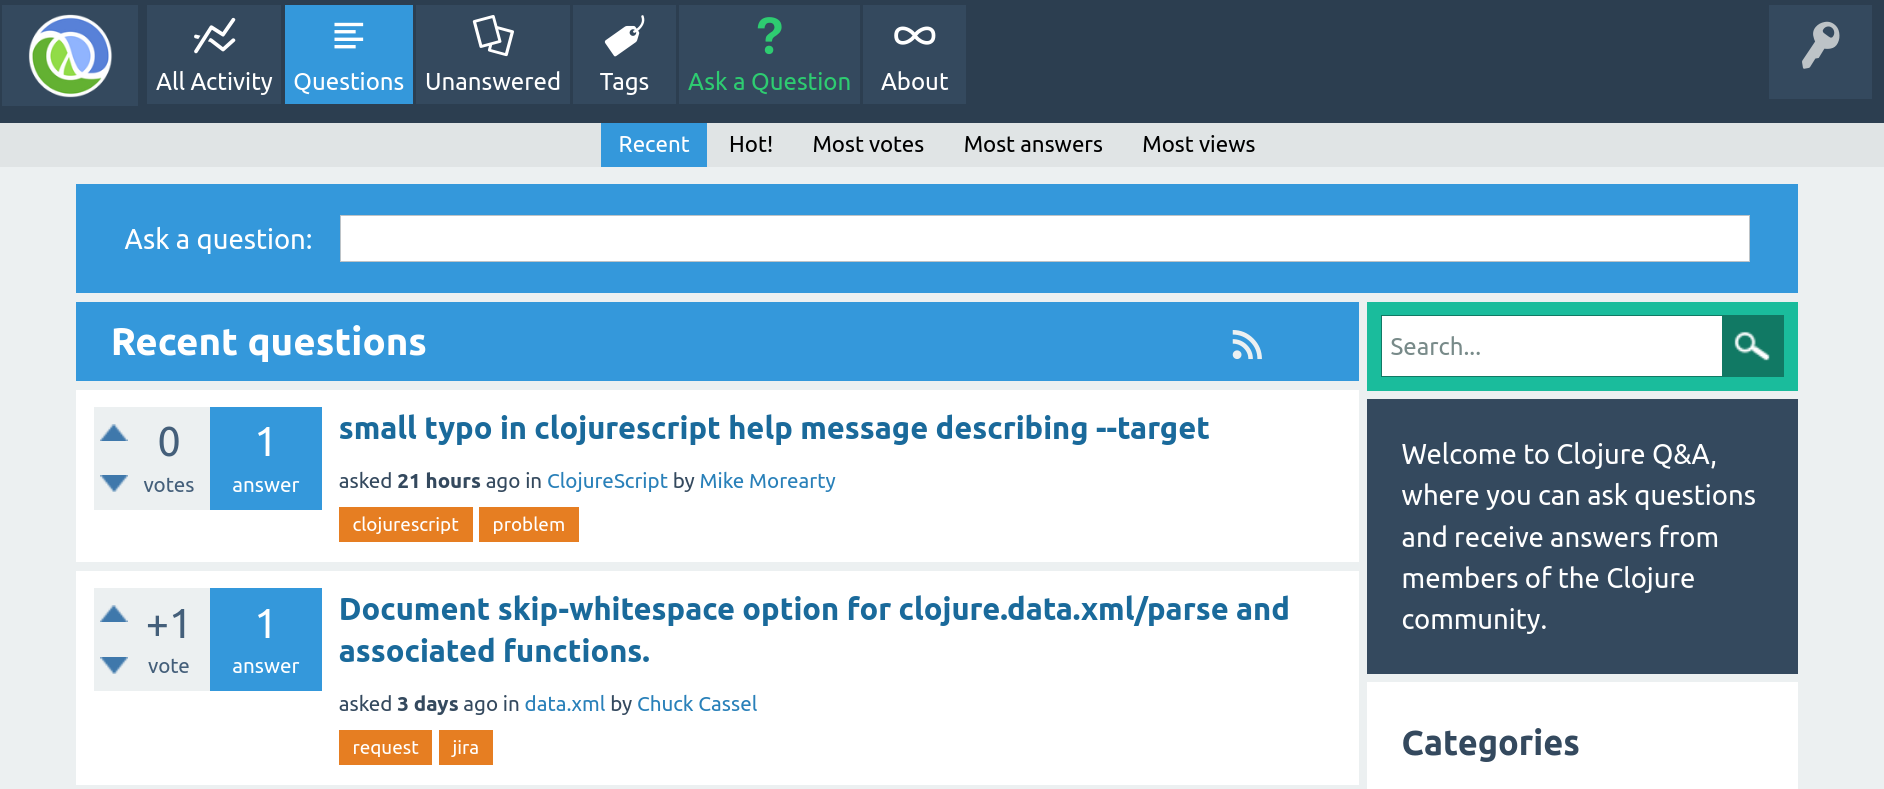 All Activity
Questions
Unanswered
Tags
?
Ask a Question
About
Recent
Hot!
Most votes
Most answers
Most views
Ask a question:
Recent questions
Search...
0
votes
1
answer
small typo in clojurescript help message describing --target
asked 21 hours ago in ClojureScript by Mike Morearty
clojurescript
problem
+1
vote
1
answer
Document skip-whitespace option for clojure.data.xml/parse and
associated functions.
asked 3 days ago in data.xml by Chuck Cassel
request
jira
Welcome to Clojure Q&A,
where you can ask questions
and receive answers from
members of the Clojure
community.
Categories